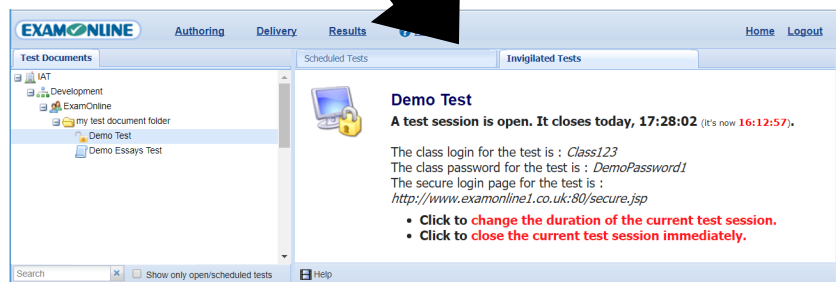 EXAMONLINE Authoring Delivery Results Home Logout
Test Documents Scheduled Tests Invigilated Tests
IAT
Development
ExamOnline
my test document folder
Demo Test
Demo Essays Test
Demo Test
A test session is open. It closes today, 17:28:02 (it's now 16:12:57).
The class login for the test is : Class123
The class password for the test is : DemoPassword1
The secure login page for the test is :
http://www.examonline1.co.uk:80/secure.jsp
• Click to change the duration of the current test session.
• Click to close the current test session immediately.
Search Show only open/scheduled tests Help